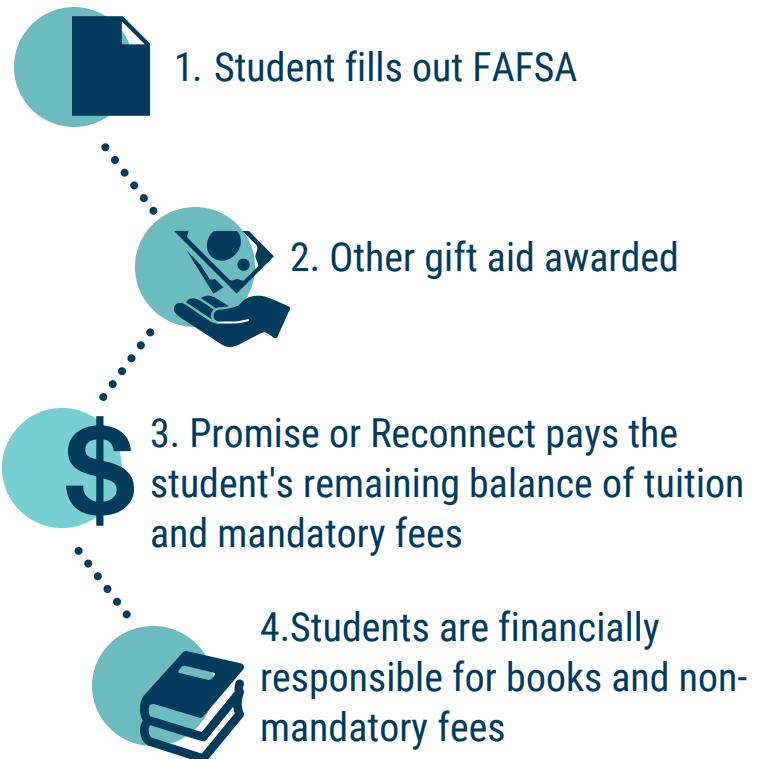 1. Student fills out FAFSA
2. Other gift aid awarded
$
3. Promise or Reconnect pays the
student's remaining balance of tuition
and mandatory fees
4.Students are financially
responsible for books and non-
mandatory fees